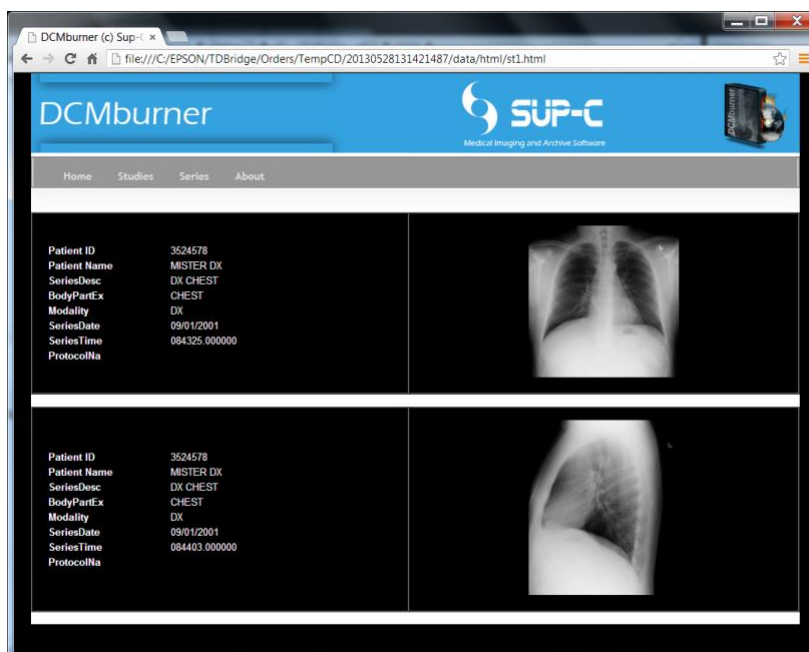 DCMburner (c) Sup-C
file:///C:/EPSON/TDBridge/Orders/TempCD/20130528131421487/data/html/st1.html
DCMburner
SUP-C
Medical Imaging and Archive Software
DCMburner
Home Studies Series About
Patient ID 3524578
Patient Name MISTER DX
SeriesDesc DX CHEST
BodyPartEx CHEST
Modality DX
SeriesDate 09/01/2001
SeriesTime 084325.000000
ProtocolNa
Patient ID 3524578
Patient Name MISTER DX
SeriesDesc DX CHEST
BodyPartEx CHEST
Modality DX
SeriesDate 09/01/2001
SeriesTime 084403.000000
ProtocolNa